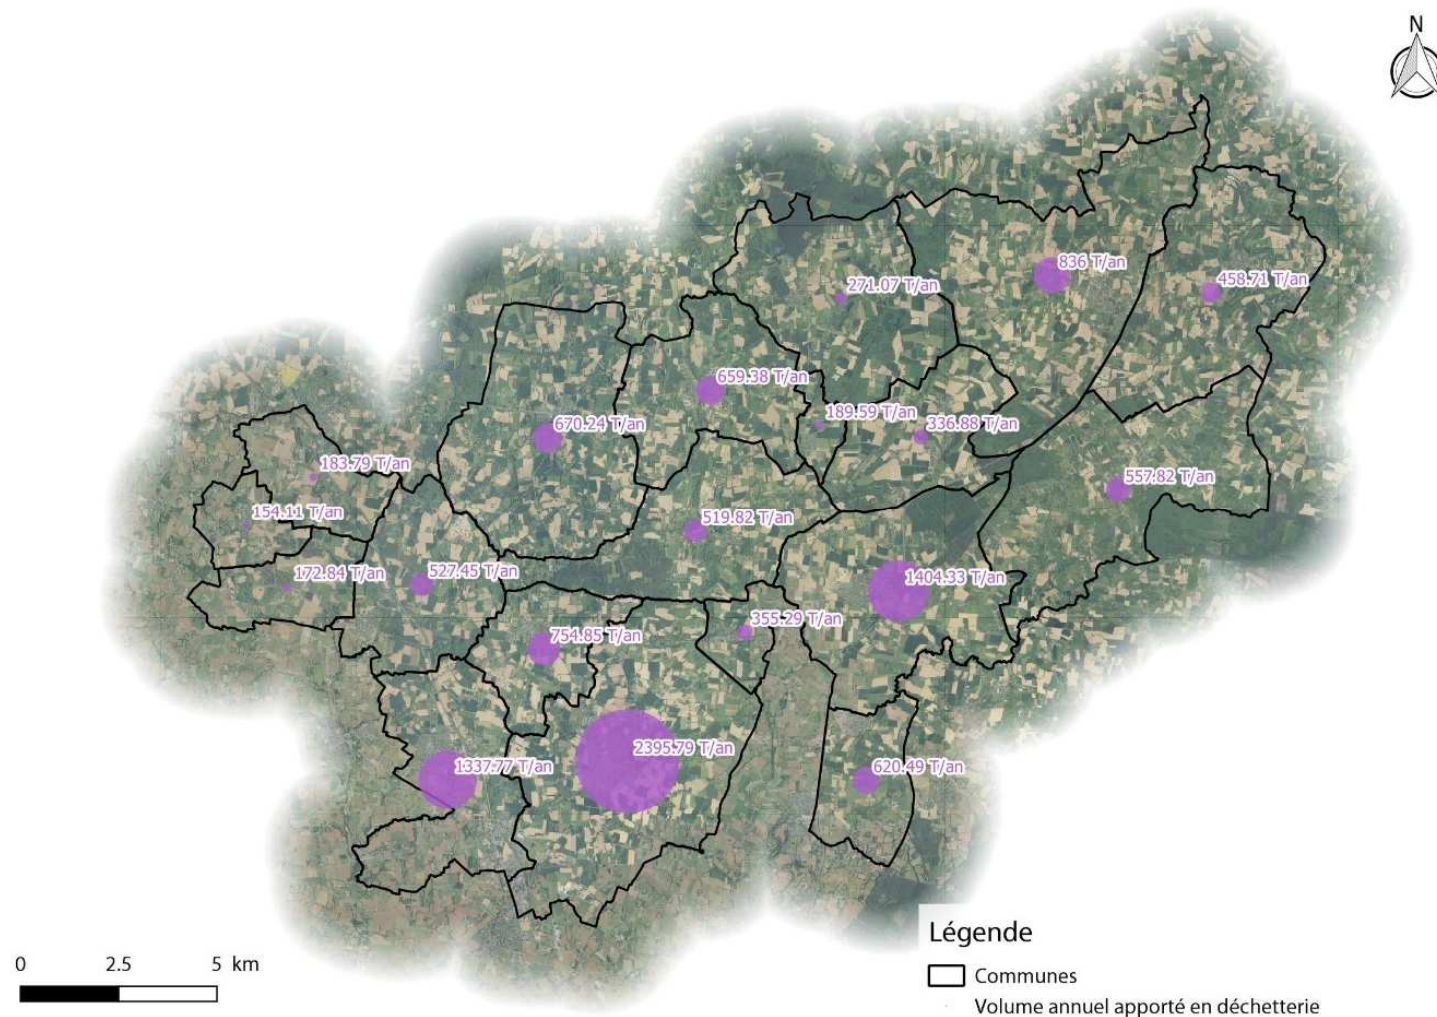 N
836 T/an
458.71 T/an
271.07 T/an
659.38 T/an
189.59 T/an
336.88 T/an
670.24 T/an
183.79 T/an
557.82 T/an
154.11 T/an
519.82 T/an
172.84 T/an
527.45 T/an
1404.33 T/an
754.85 T/an
355.29 T/an
2395.79 T/an
1337.77 T/an
620.49 T/an
Légende
Communes
Volume annuel apporté en déchetterie
0 2.5 5 km